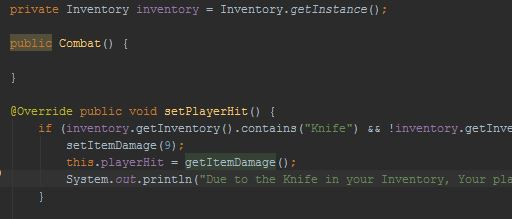 private Inventory inventory = Inventory.getInstance();
public Combat() {
}
@Override public void setPlayerHit() {
if (inventory.getInventory().contains("Knife") && !inventory.getInve
setItemDamage(9);
this.playerHit = getItemDamage();
System.out.println("Due to the Knife in your Inventory, Your pla
}